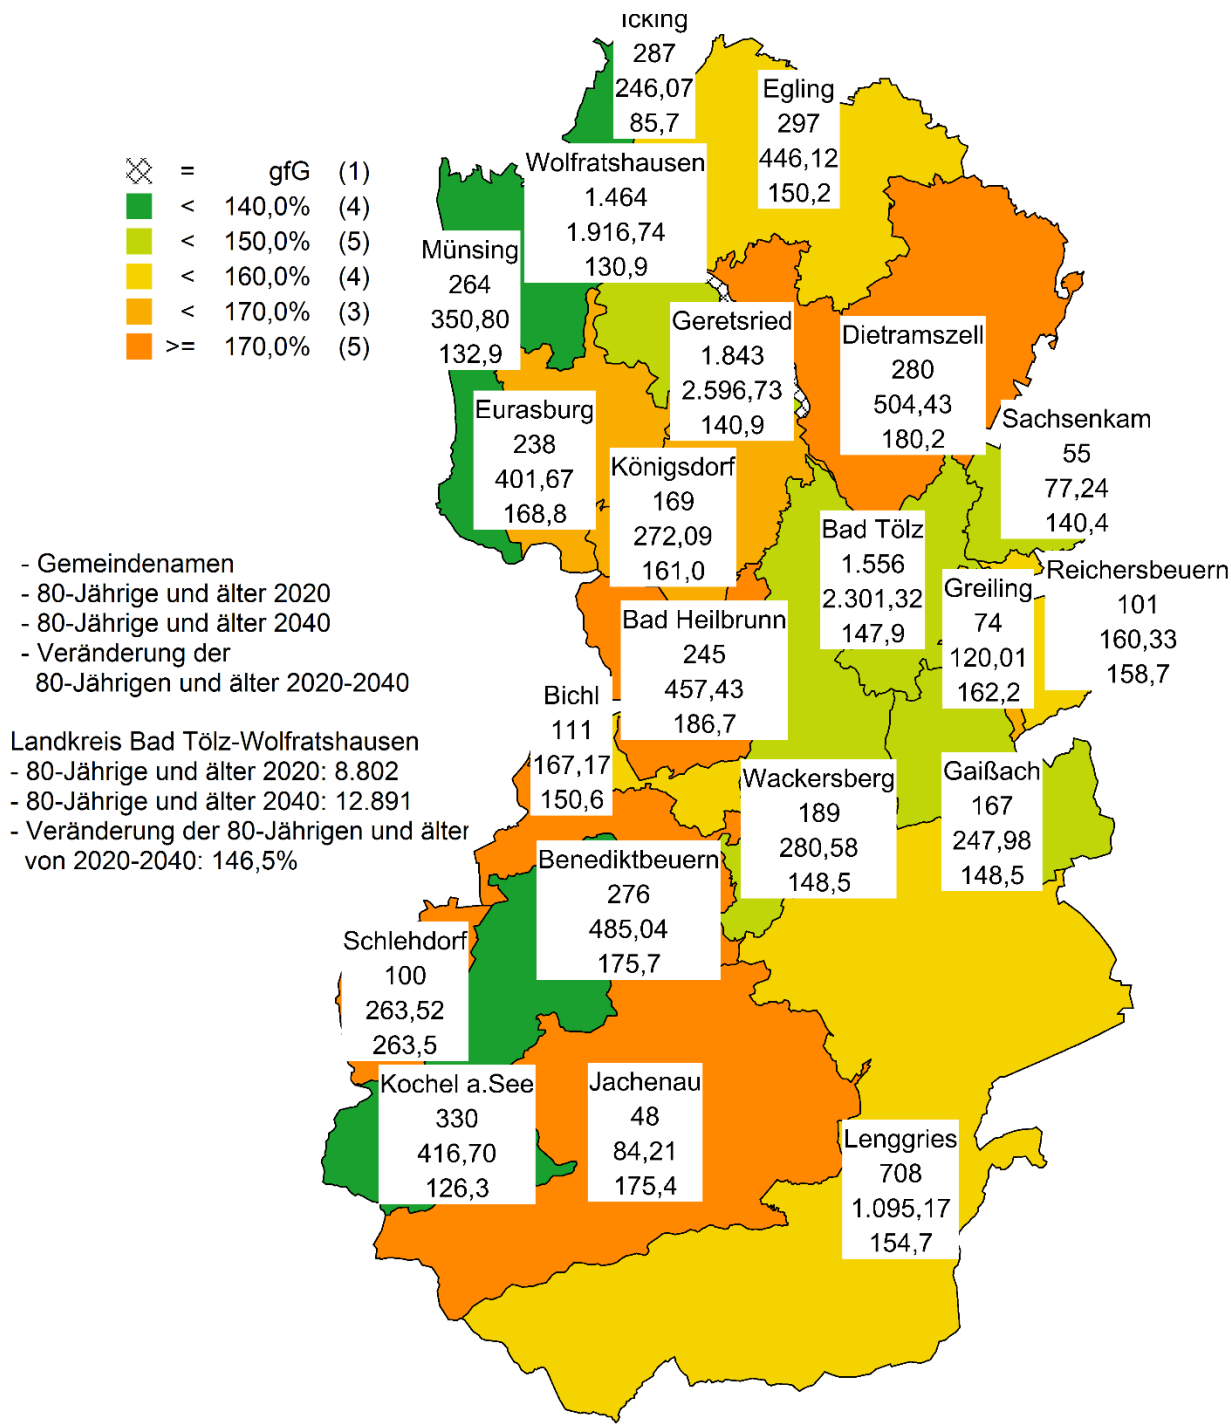 Icking
287
246,07
85,7
Egling
297
446,12
150,2
= gfG (1)
< 140,0% (4)
< 150,0% (5)
< 160,0% (4)
< 170,0% (3)
>= 170,0% (5)
Wolfratshausen
1.464
1.916,74
130,9
Münsing
264
350,80
132,9
Geretsried
1.843
2.596,73
140,9
Dietramszell
280
504,43
180,2
Eurasburg
238
401,67
168,8
Sachsenkam
55
77,24
140,4
Königsdorf
169
272,09
161,0
Bad Tölz
1.556
2.301,32
147,9
Reichersbeuern
101
160,33
158,7
Greiling
74
120,01
162,2
- Gemeindenamen
- 80-Jährige und älter 2020
- 80-Jährige und älter 2040
- Veränderung der
80-Jährigen und älter 2020-2040
Bad Heilbrunn
245
457,43
186,7
Bichl
111
167,17
150,6
Landkreis Bad Tölz-Wolfratshausen
- 80-Jährige und älter 2020: 8.802
- 80-Jährige und älter 2040: 12.891
- Veränderung der 80-Jährigen und älter
von 2020-2040: 146,5%
Wackersberg
189
280,58
148,5
Gaißach
167
247,98
148,5
Benediktbeuern
276
485,04
175,7
Schlehdorf
100
263,52
263,5
Kochel a.See
330
416,70
126,3
Jachenau
48
84,21
175,4
Lenggries
708
1.095,17
154,7